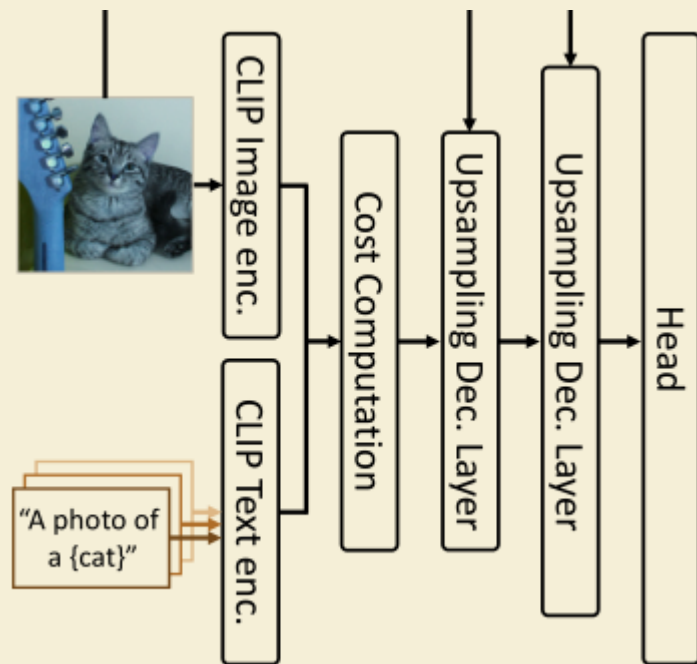 CLIP Image enc.
CLIP Text enc.
"A photo of
a {cat}"
Cost Computation
Upsampling Dec. Layer
Upsampling Dec. Layer
Head